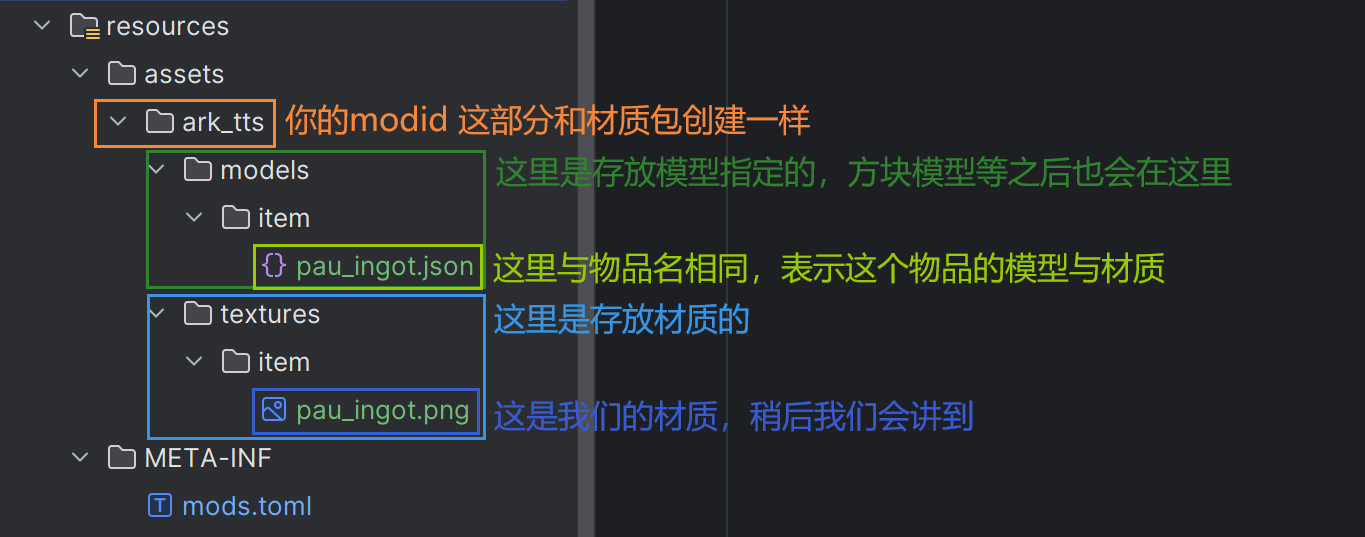 resources
assets
ark_tts 你的modid 这部分和材质包创建一样
models 这里是存放模型指定的，方块模型等之后也会在这里
item
{} pau_ingot.json 这里与物品名相同，表示这个物品的模型与材质
textures 这里是存放材质的
item
pau_ingot.png 这是我们的材质，稍后我们会讲到
META-INF
T mods.toml